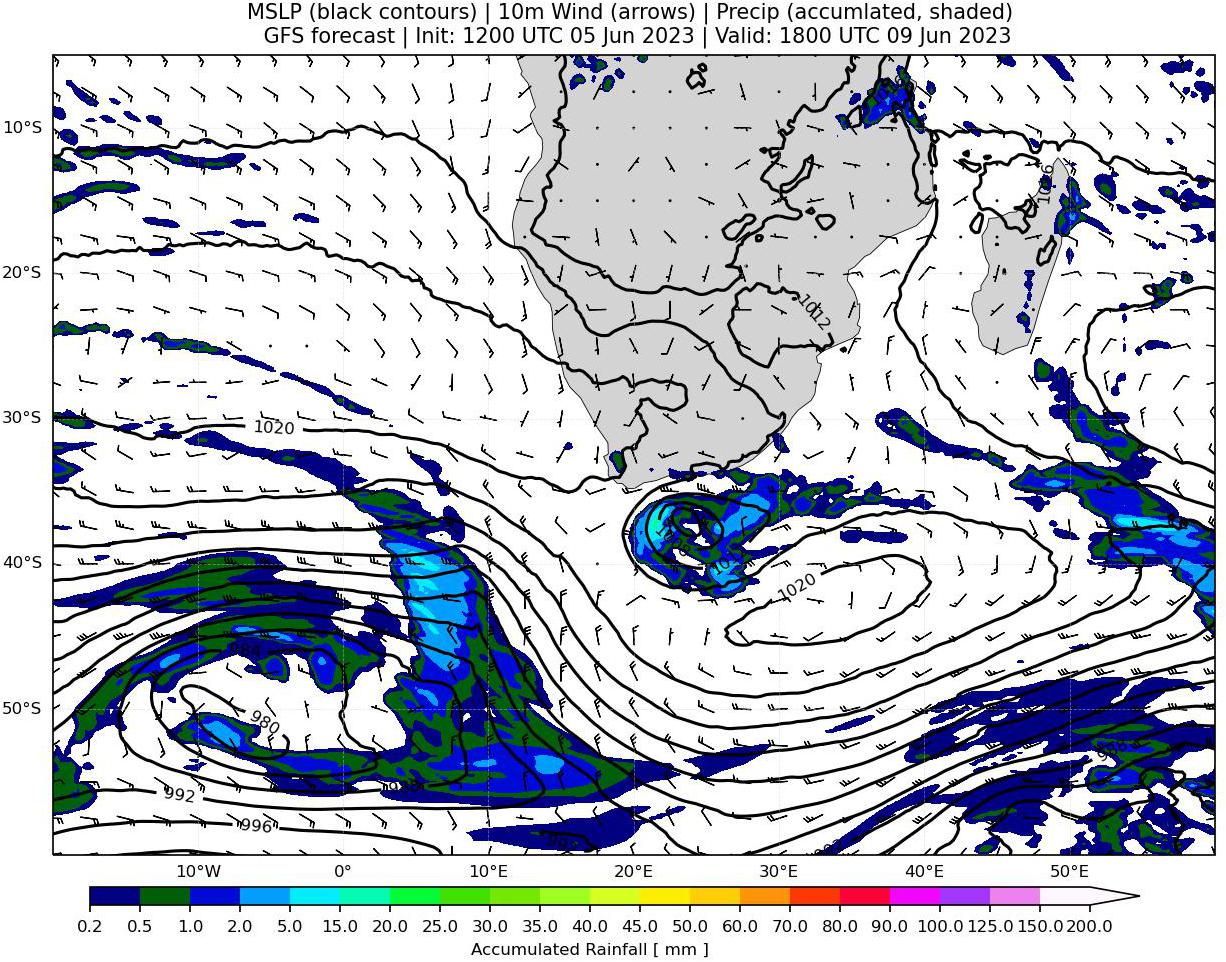 MSLP (black contours) | 10m Wind (arrows) | Precip (accumlated, shaded)
GFS forecast | Init: 1200 UTC 05 Jun 2023 | Valid: 1800 UTC 09 Jun 2023
10°S
1016
20°S
1012
30°S
1020
40°S
1020
984
50°S
980
988
988
992
996
10°W 0° 10°E 20°E 30°E 40°E 50°E
0.2 0.5 1.0 2.0 5.0 10.0 15.0 20.0 25.0 30.0 35.0 40.0 45.0 50.0 60.0 70.0 80.0 90.0 100.0 125.0 150.0 200.0
Accumulated Rainfall [ mm ]